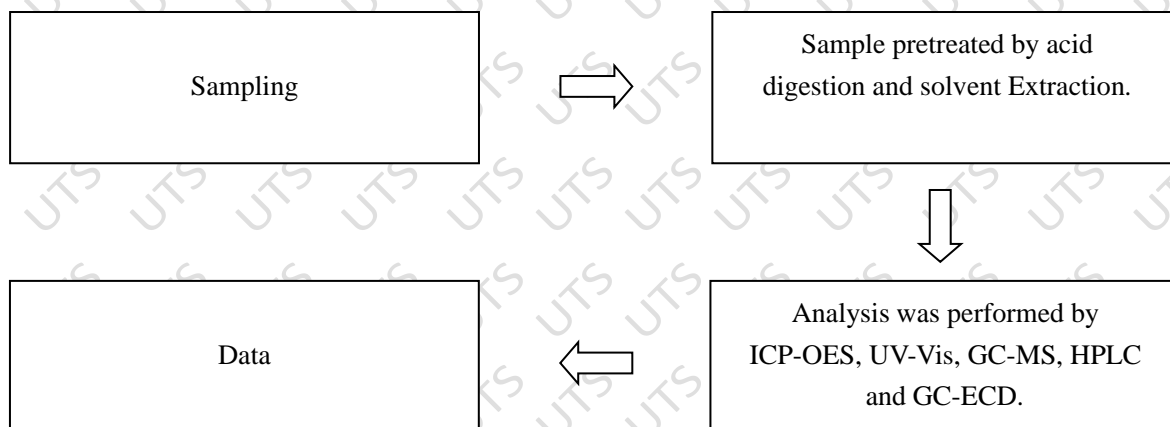 Sampling
Sample pretreated by acid
digestion and solvent Extraction.
Analysis was performed by
ICP-OES, UV-Vis, GC-MS, HPLC
and GC-ECD.
Data
UTS